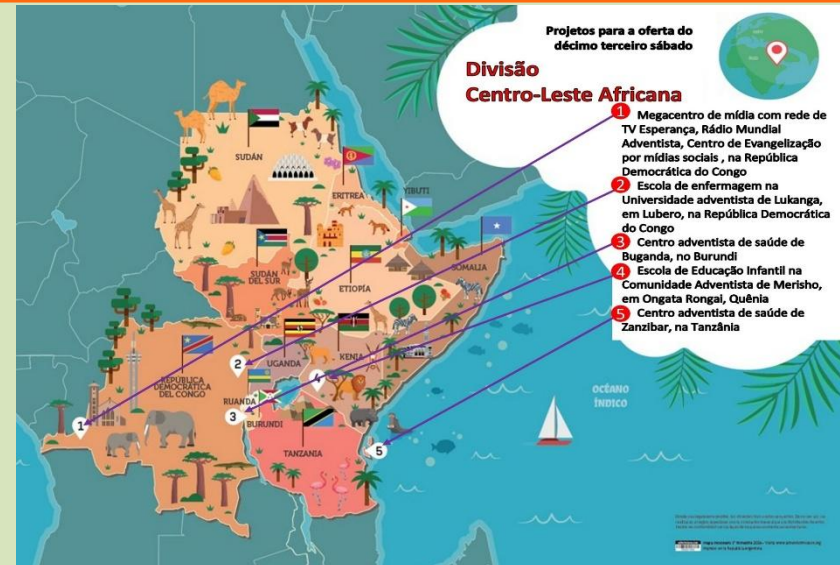 Projetos para a oferta do
décimo terceiro sábado
Divisão
Centro-Leste Africana
1 Megacentro de mídia com rede de
TV Esperança, Rádio Mundial
Adventista, Centro de Evangelização
por mídias sociais , na República
Democrática do Congo
2 Escola de enfermagem na
Universidade adventista de Lukanga,
em Lubero, na República Democrática
do Congo
3 Centro adventista de saúde de
Buganda, no Burundi
4 Escola de Educação Infantil na
Comunidade Adventista de Merisho,
em Ongata Rongai, Quênia
5 Centro adventista de saúde de
Zanzibar, na Tanzânia
SUDÁN
ERITREA
YIBUTI
SUDÁN
DEL SUR
ETIOPÍA
SOMALIA
UGANDA
KENIA
REPÚBLICA
DEMOCRÁTICA
DEL CONGO
RUANDA
BURUNDI
TANZANIA
OCÉANO
ÍNDICO
1
2
3
4
5